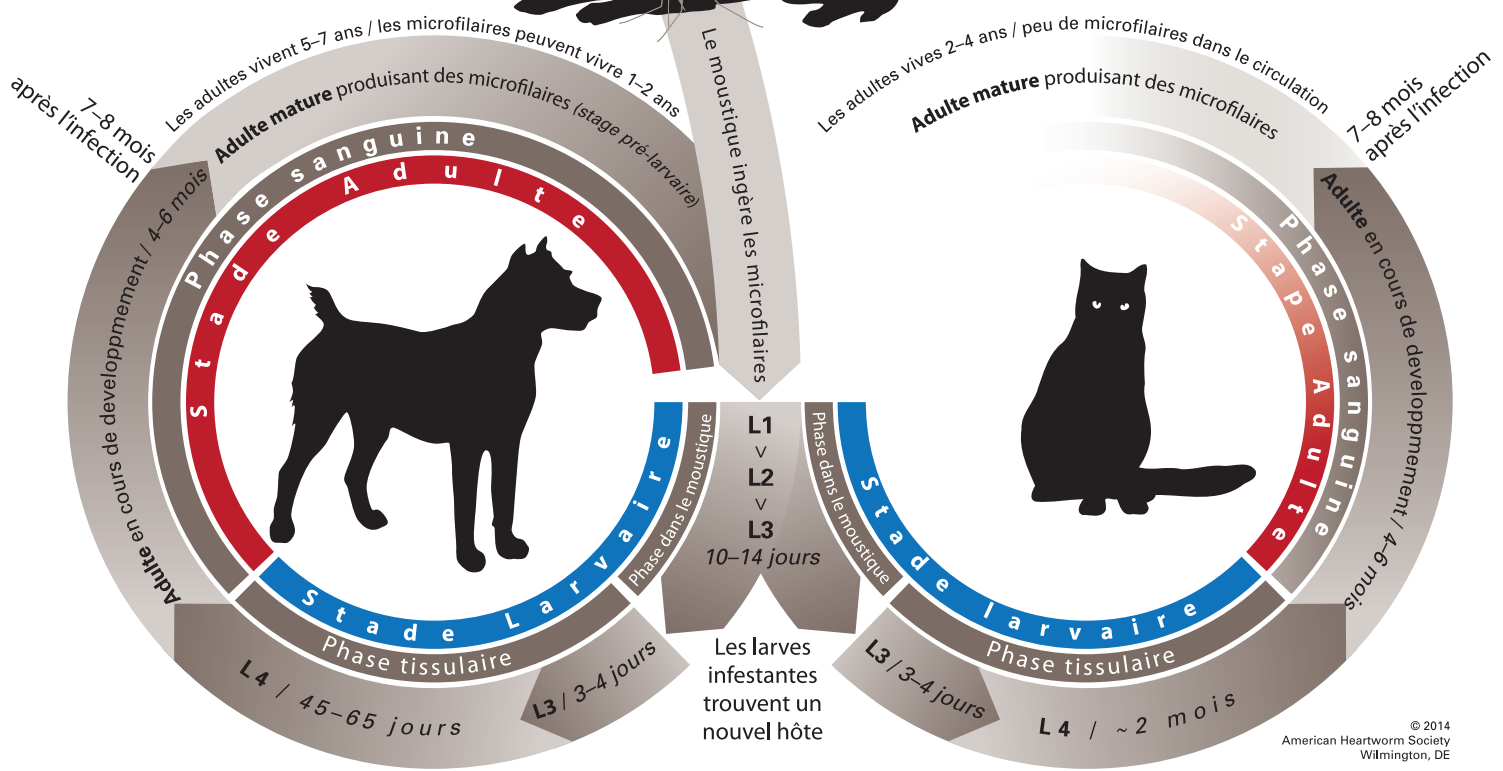 Les adultes vivent 5–7 ans / les microfilaires peuvent vivre 1–2 ans
7–8 mois
après l'infection
Adulte mature produisant des microfilaires (stage pré-larvaire)
Phase sanguine
Stade Adulte
Adulte en cours de developpmement / 4–6 mois
Stade Larvaire
Phase tissulaire
Phase dans le moustique
L4 / 45–65 jours
L3 / 3–4 jours
Le moustique ingère les microfilaires
L1
v
L2
v
L3
10–14 jours
Les larves
infestantes
trouvent un
nouvel hôte
Les adultes vives 2–4 ans / peu de microfilaires dans le circulation
7–8 mois
après l'infection
Adulte mature produisant des microfilaires
Phase sanguine
Stape Adulte
Adulte en cours de developpmement / 4–6 mois
Phase dans le moustique
Stade larvaire
Phase tissulaire
L3 / 3–4 jours
L4 / ~2 mois
© 2014
American Heartworm Society
Wilmington, DE